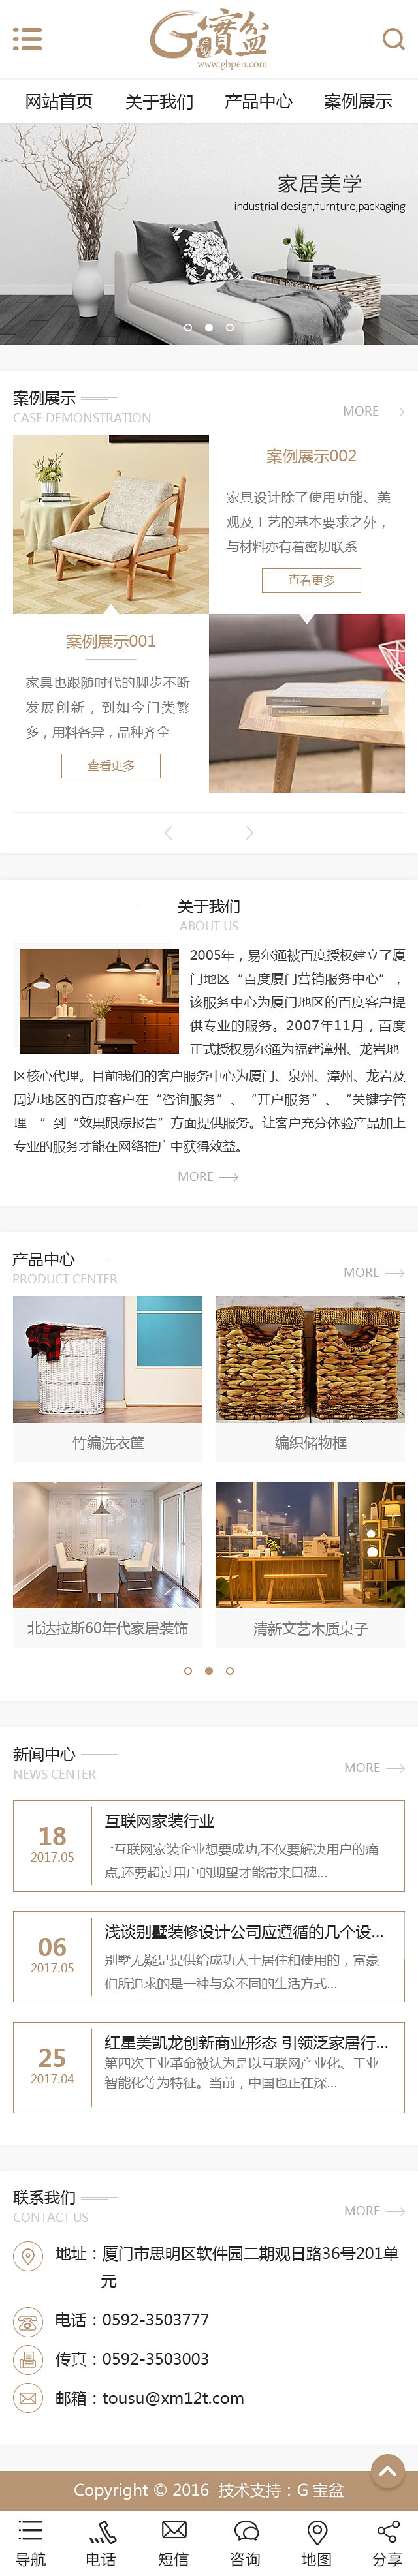 G寶盆
www.gbpen.com
网站首页 关于我们 产品中心 案例展示
家居美学
industrial design,furnture,packaging
案例展示
CASE DEMONSTRATION
MORE
案例展示002
家具设计除了使用功能、美
观及工艺的基本要求之外，
与材料亦有着密切联系
查看更多
案例展示001
家具也跟随时代的脚步不断
发展创新，到如今门类繁
多，用料各异，品种齐全
查看更多
关于我们
ABOUT US
2005年，易尔通被百度授权建立了厦
门地区“百度厦门营销服务中心”，
该服务中心为厦门地区的百度客户提
供专业的服务。2007年11月，百度
正式授权易尔通为福建漳州、龙岩地
区核心代理。目前我们的客户服务中心为厦门、泉州、漳州、龙岩及
周边地区的百度客户在“咨询服务”、“开户服务”、“关键字管
理 ”到“效果跟踪报告”方面提供服务。让客户充分体验产品加上
专业的服务才能在网络推广中获得效益。
MORE
产品中心
PRODUCT CENTER
MORE
竹编洗衣篚
编织储物框
北达拉斯60年代家居装饰
清新文艺木质桌子
新闻中心
NEWS CENTER
MORE
18
2017.05
互联网家装行业
“互联网家装企业想要成功,不仅要解决用户的痛
点,还要超过用户的期望才能带来口碑...
06
2017.05
浅谈别墅装修设计公司应遵循的几个设...
别墅无疑是提供给成功人士居住和使用的，富豪
们所追求的是一种与众不同的生活方式...
25
2017.04
红星美凯龙创新商业形态 引领泛家居行...
第四次工业革命被认为是以互联网产业化、工业
智能化等为特征。当前，中国也正在深...
联系我们
CONTACT US
MORE
地址：厦门市思明区软件园二期观日路36号201单
元
电话：0592-3503777
传真：0592-3503003
邮箱：tousu@xm12t.com
Copyright © 2016 技术支持：G 宝盆
导航 电话 短信 咨询 地图 分享